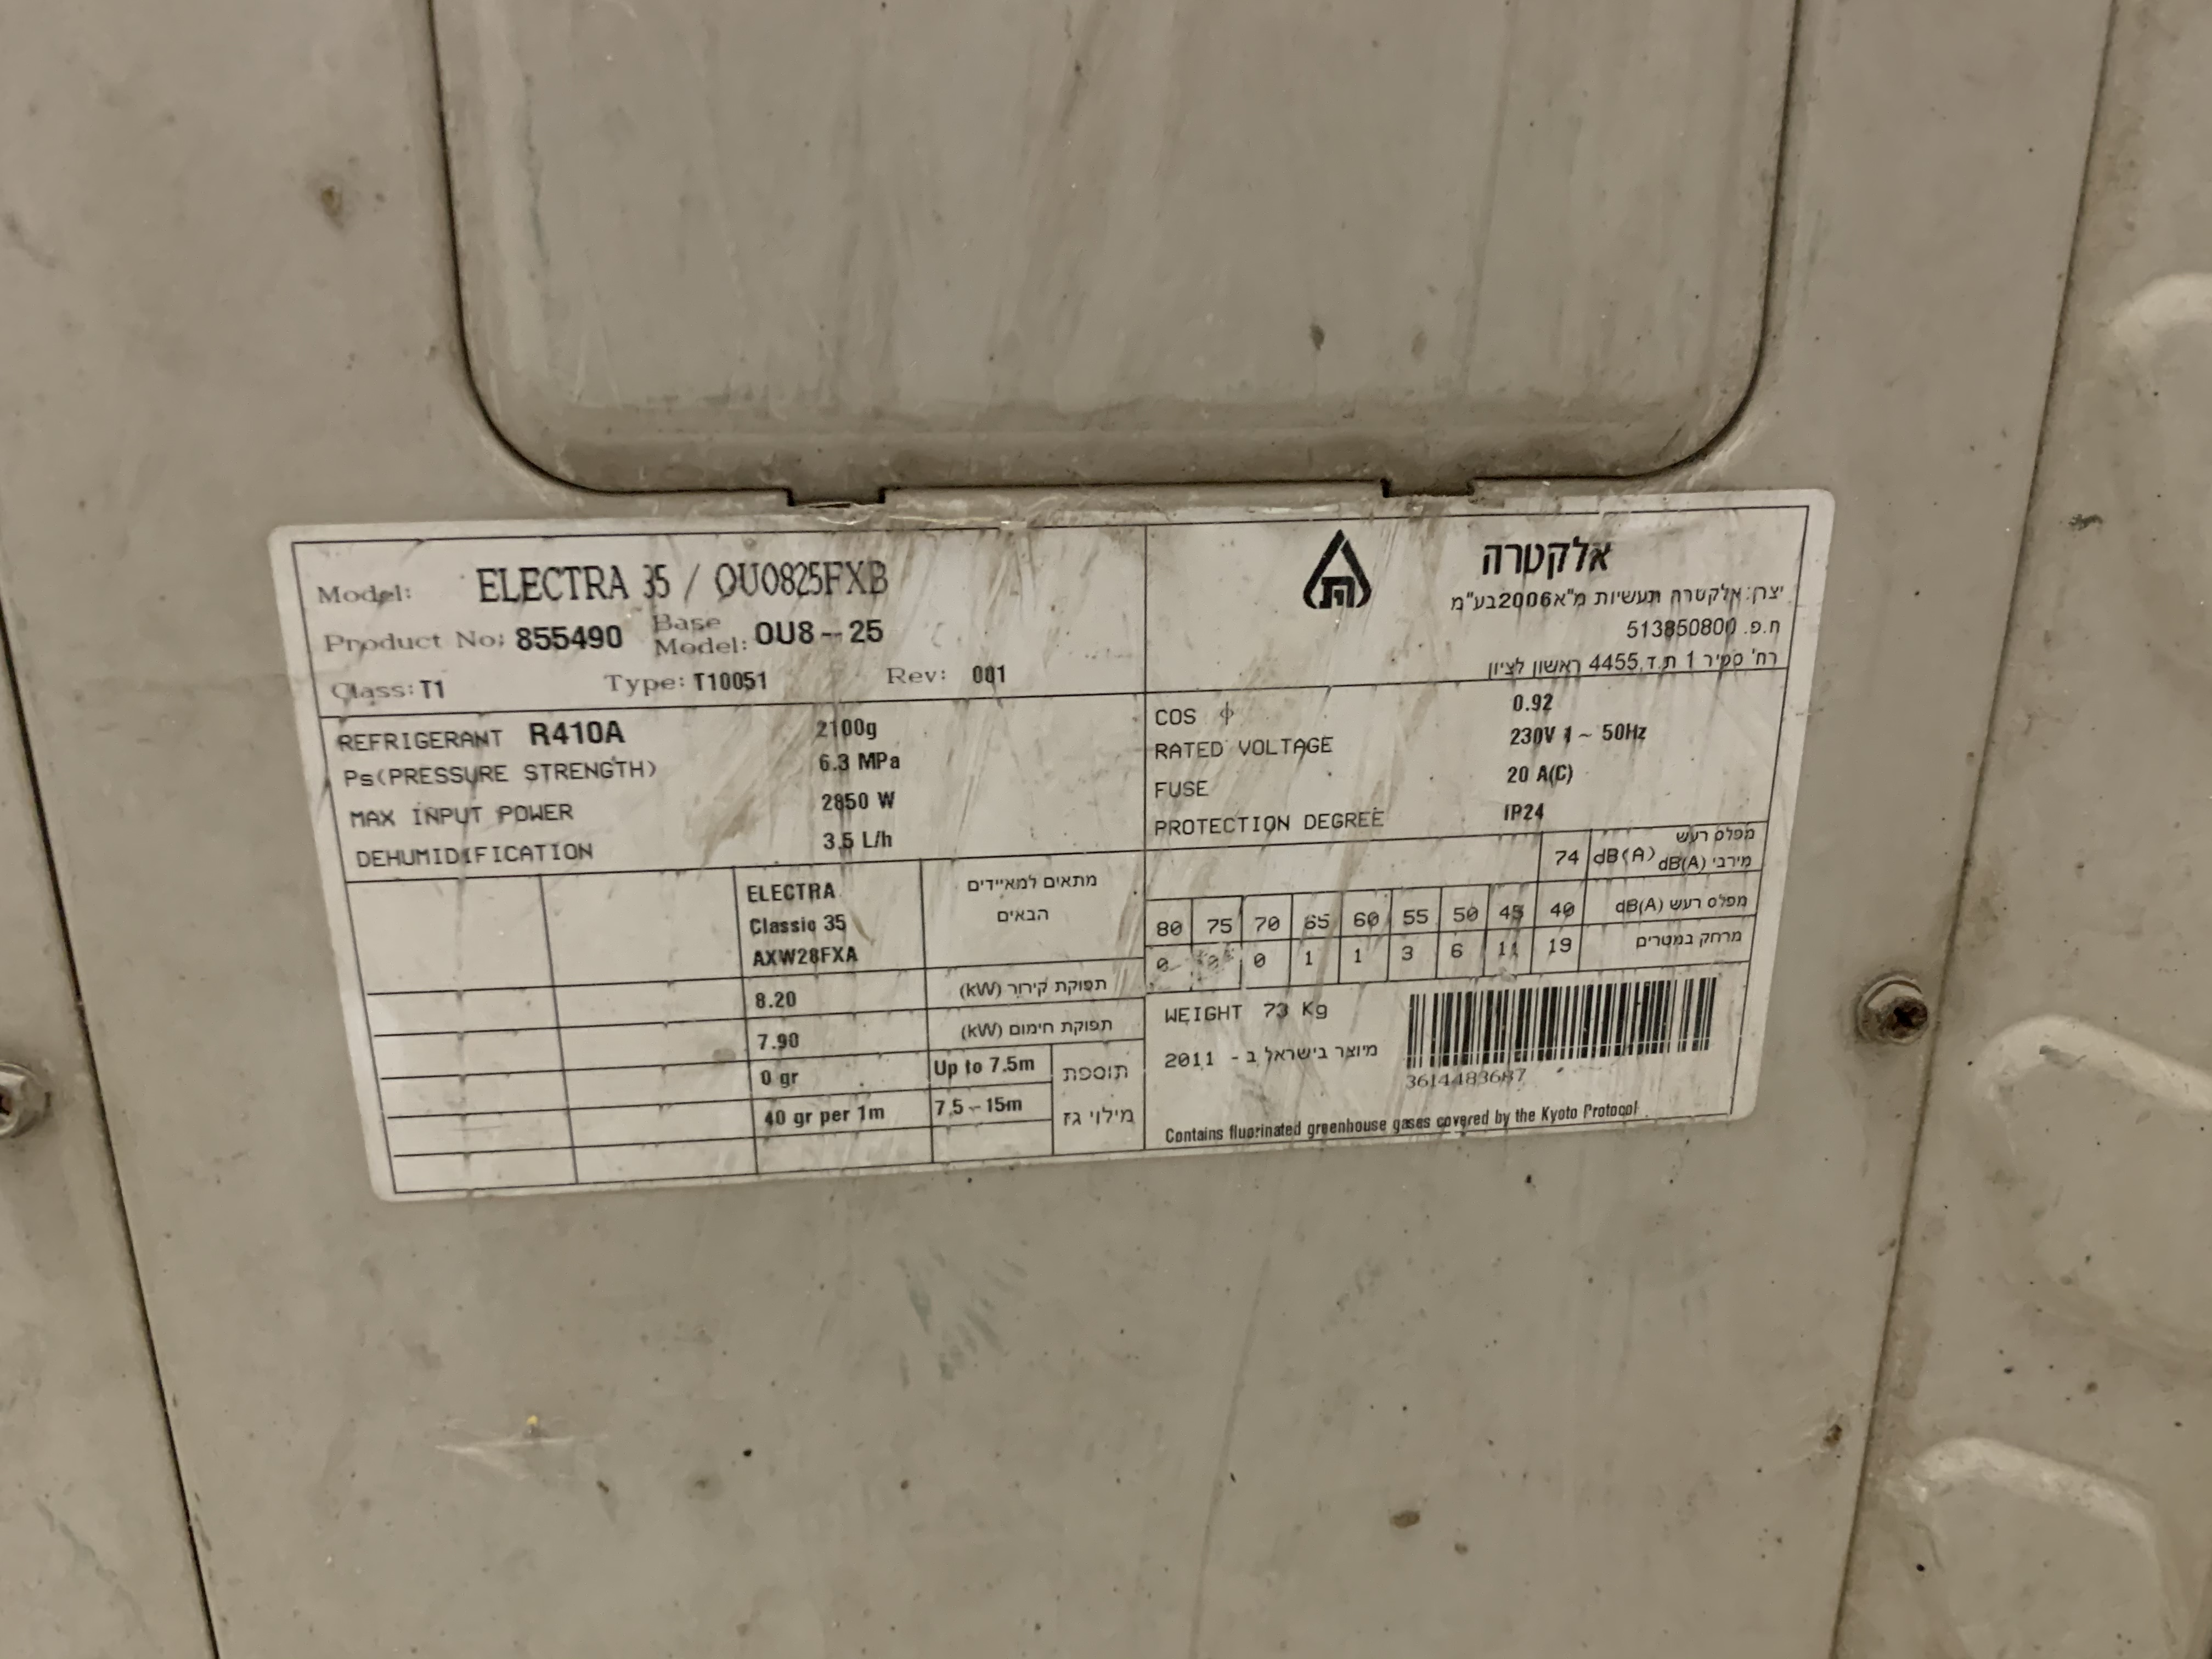 Model: ELECTRA 35 / OU0825FXB
Product No: 855490 Base Model: OU8-25
Class: T1 Type: T10051 Rev: 001
REFRIGERANT R410A 2100g
Ps(PRESSURE STRENGTH) 6.3 MPa
MAX INPUT POWER 2850 W
DEHUMIDIFICATION 3.5 L/h
ELECTRA Classic 35 AXW28FXA מתאים למאיידים הבאים
8.20 תפוקת קירור (kW)
7.90 תפוקת חימום (kW)
0 gr Up to 7.5m תוספת
40 gr per 1m 7.5-15m מילוי גז
אלקטרה
יצרן: אלקטרה תעשיות מ"א 2006 בע"מ
ח.פ. 513850800
רח' ספיר 1 ת.ד, 4455 ראשון לציון
COS ϕ 0.92
RATED VOLTAGE 230V 1~ 50Hz
FUSE 20 A(C)
PROTECTION DEGREE IP24
74 dB(A) מפלס רעש מירבי dB(A)
80 75 70 65 60 55 50 45 40 מפלס רעש dB(A)
0 0 0 1 1 3 6 11 19 מרחק במטרים
WEIGHT 73 Kg
מיוצר בישראל ב - 2011
3614483687
Contains fluorinated greenhouse gases covered by the Kyoto Protocol